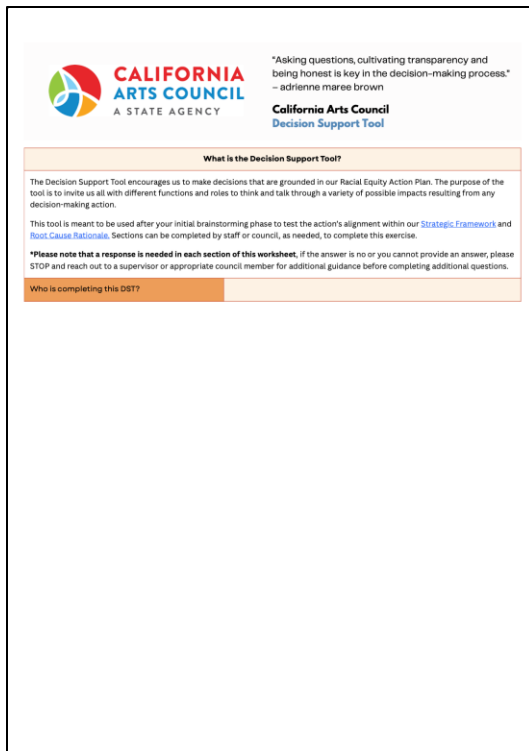 CALIFORNIA
ARTS COUNCIL
A STATE AGENCY
"Asking questions, cultivating transparency and
being honest is key in the decision-making process."
– adrienne maree brown
California Arts Council
Decision Support Tool
What is the Decision Support Tool?
The Decision Support Tool encourages us to make decisions that are grounded in our Racial Equity Action Plan. The purpose of the
tool is to invite us all with different functions and roles to think and talk through a variety of possible impacts resulting from any
decision-making action.
This tool is meant to be used after your initial brainstorming phase to test the action's alignment within our Strategic Framework and
Root Cause Rationale. Sections can be completed by staff or council, as needed, to complete this exercise.
*Please note that a response is needed in each section of this worksheet, if the answer is no or you cannot provide an answer, please
STOP and reach out to a supervisor or appropriate council member for additional guidance before completing additional questions.
Who is completing this DST?